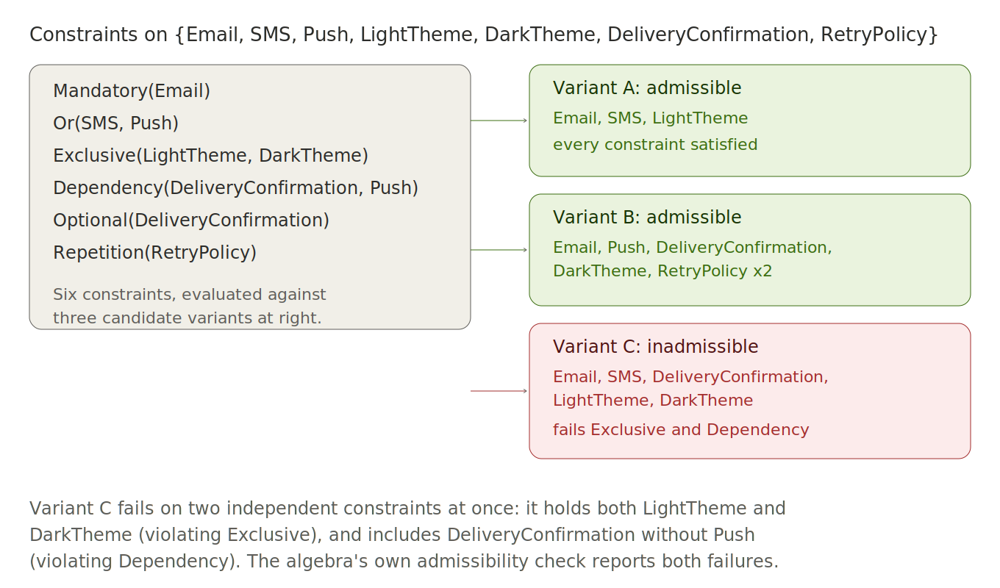 Constraints on {Email, SMS, Push, LightTheme, DarkTheme, DeliveryConfirmation, RetryPolicy}
Mandatory(Email)
Or(SMS, Push)
Exclusive(LightTheme, DarkTheme)
Dependency(DeliveryConfirmation, Push)
Optional(DeliveryConfirmation)
Repetition(RetryPolicy)
Six constraints, evaluated against
three candidate variants at right.
Variant A: admissible
Email, SMS, LightTheme
every constraint satisfied
Variant B: admissible
Email, Push, DeliveryConfirmation,
DarkTheme, RetryPolicy x2
Variant C: inadmissible
Email, SMS, DeliveryConfirmation,
LightTheme, DarkTheme
fails Exclusive and Dependency
Variant C fails on two independent constraints at once: it holds both LightTheme and
DarkTheme (violating Exclusive), and includes DeliveryConfirmation without Push
(violating Dependency). The algebra's own admissibility check reports both failures.